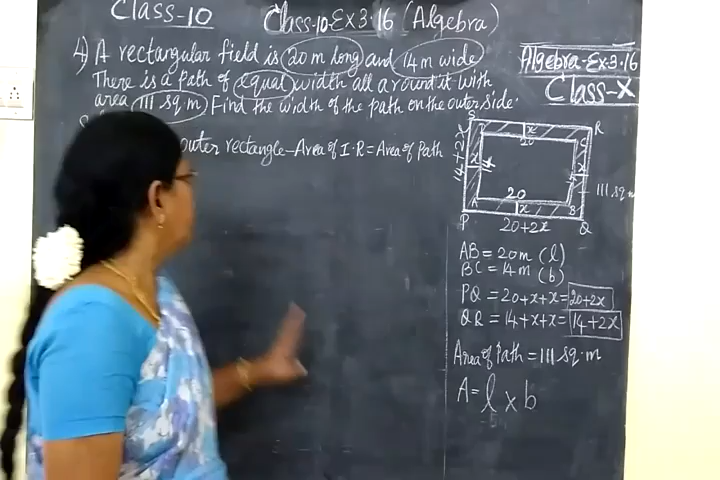 Class-10
Class-10-Ex 3.16 (Algebra)
4) A rectangular field is 20 m long and 14 m wide
There is a path of equal width all around it with
area 111 sq.m. Find the width of the path on the outer side.
outer rectangle - Area of I.R = Area of Path
Algebra-Ex-3.16
Class-X
S
R
x
20
C
14+2x
x
14
x
111 sq.m
20
A
x
B
P
Q
20+2x
AB = 20m (l)
BC = 14m (b)
PQ = 20+x+x = 20+2x
QR = 14+x+x = 14+2x
Area of Path = 111 sq.m
A = l x b